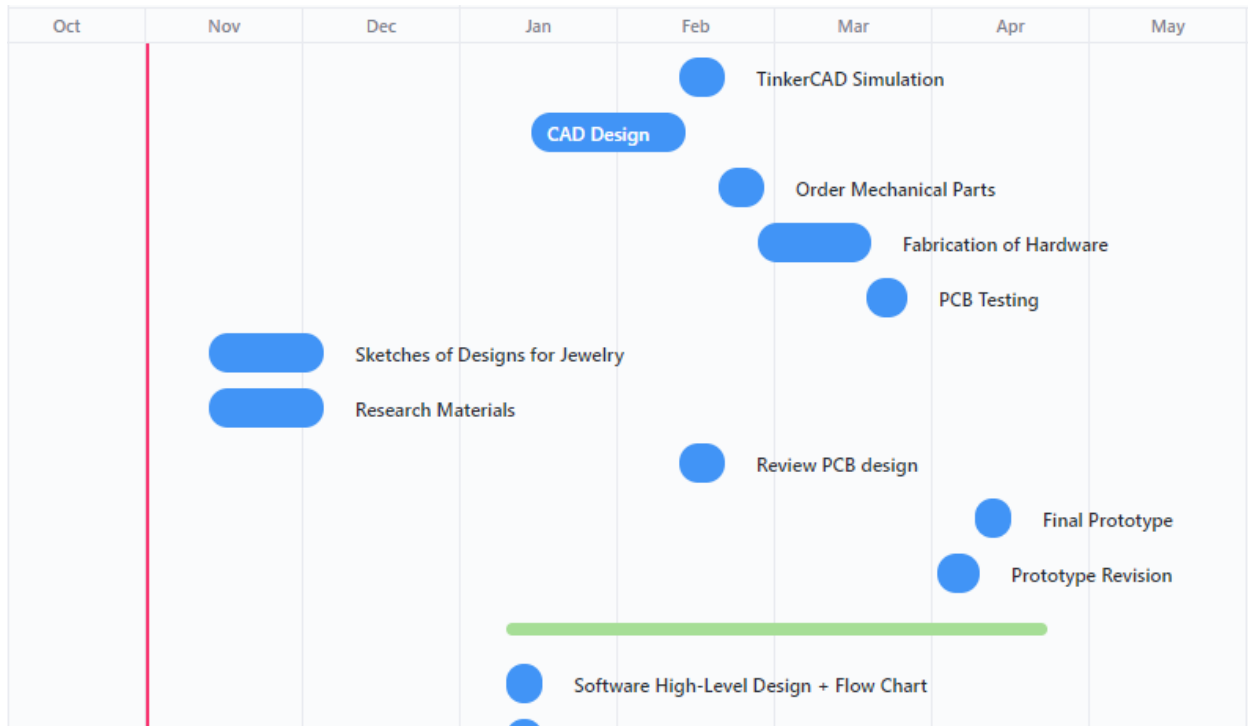 Oct Nov Dec Jan Feb Mar Apr May
TinkerCAD Simulation
CAD Design
Order Mechanical Parts
Fabrication of Hardware
PCB Testing
Sketches of Designs for Jewelry
Research Materials
Review PCB design
Final Prototype
Prototype Revision
Software High-Level Design + Flow Chart